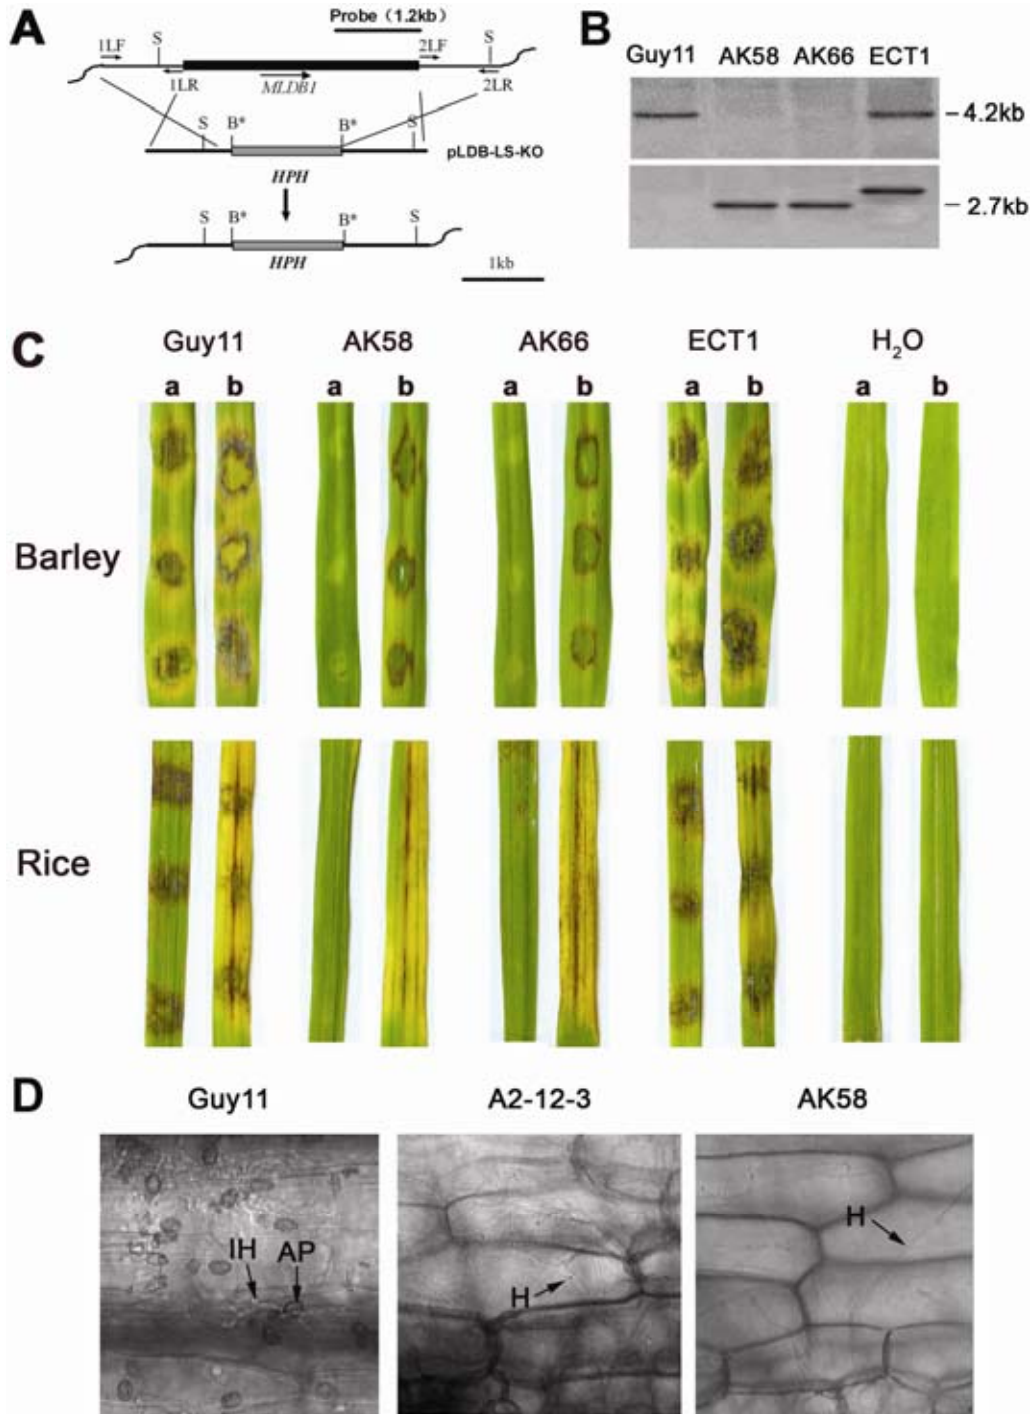 A
Probe (1.2kb)
1LF
S
2LF
S
1LR
MLDB1
2LR
S
B*
B*
S
pLDB-LS-KO
HPH
S
B*
B*
S
HPH
1kb
B
Guy11 AK58 AK66 ECT1
4.2kb
2.7kb
C
Guy11 AK58 AK66 ECT1 H₂O
a b a b a b a b a b
Barley
Rice
D
Guy11 A2-12-3 AK58
IH AP
H
H